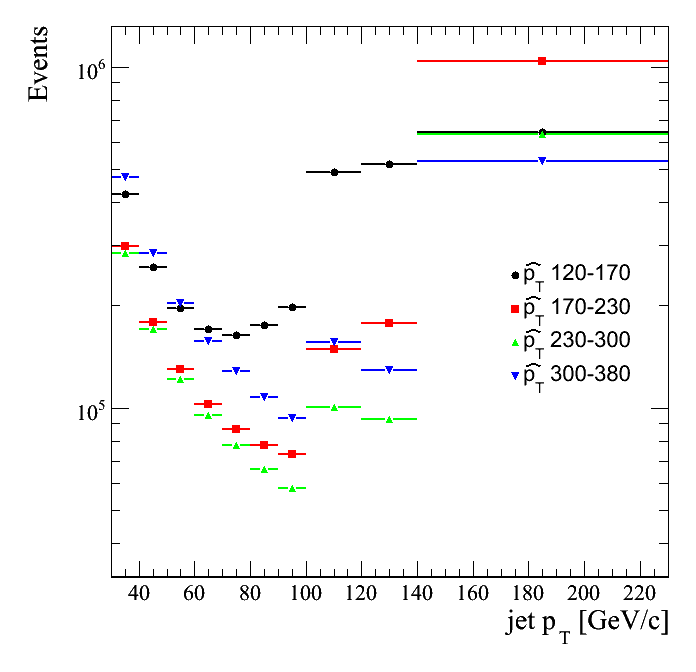 Events
10^6
10^5
p̂_T 120-170
p̂_T 170-230
p̂_T 230-300
p̂_T 300-380
40 60 80 100 120 140 160 180 200 220
jet p_T [GeV/c]